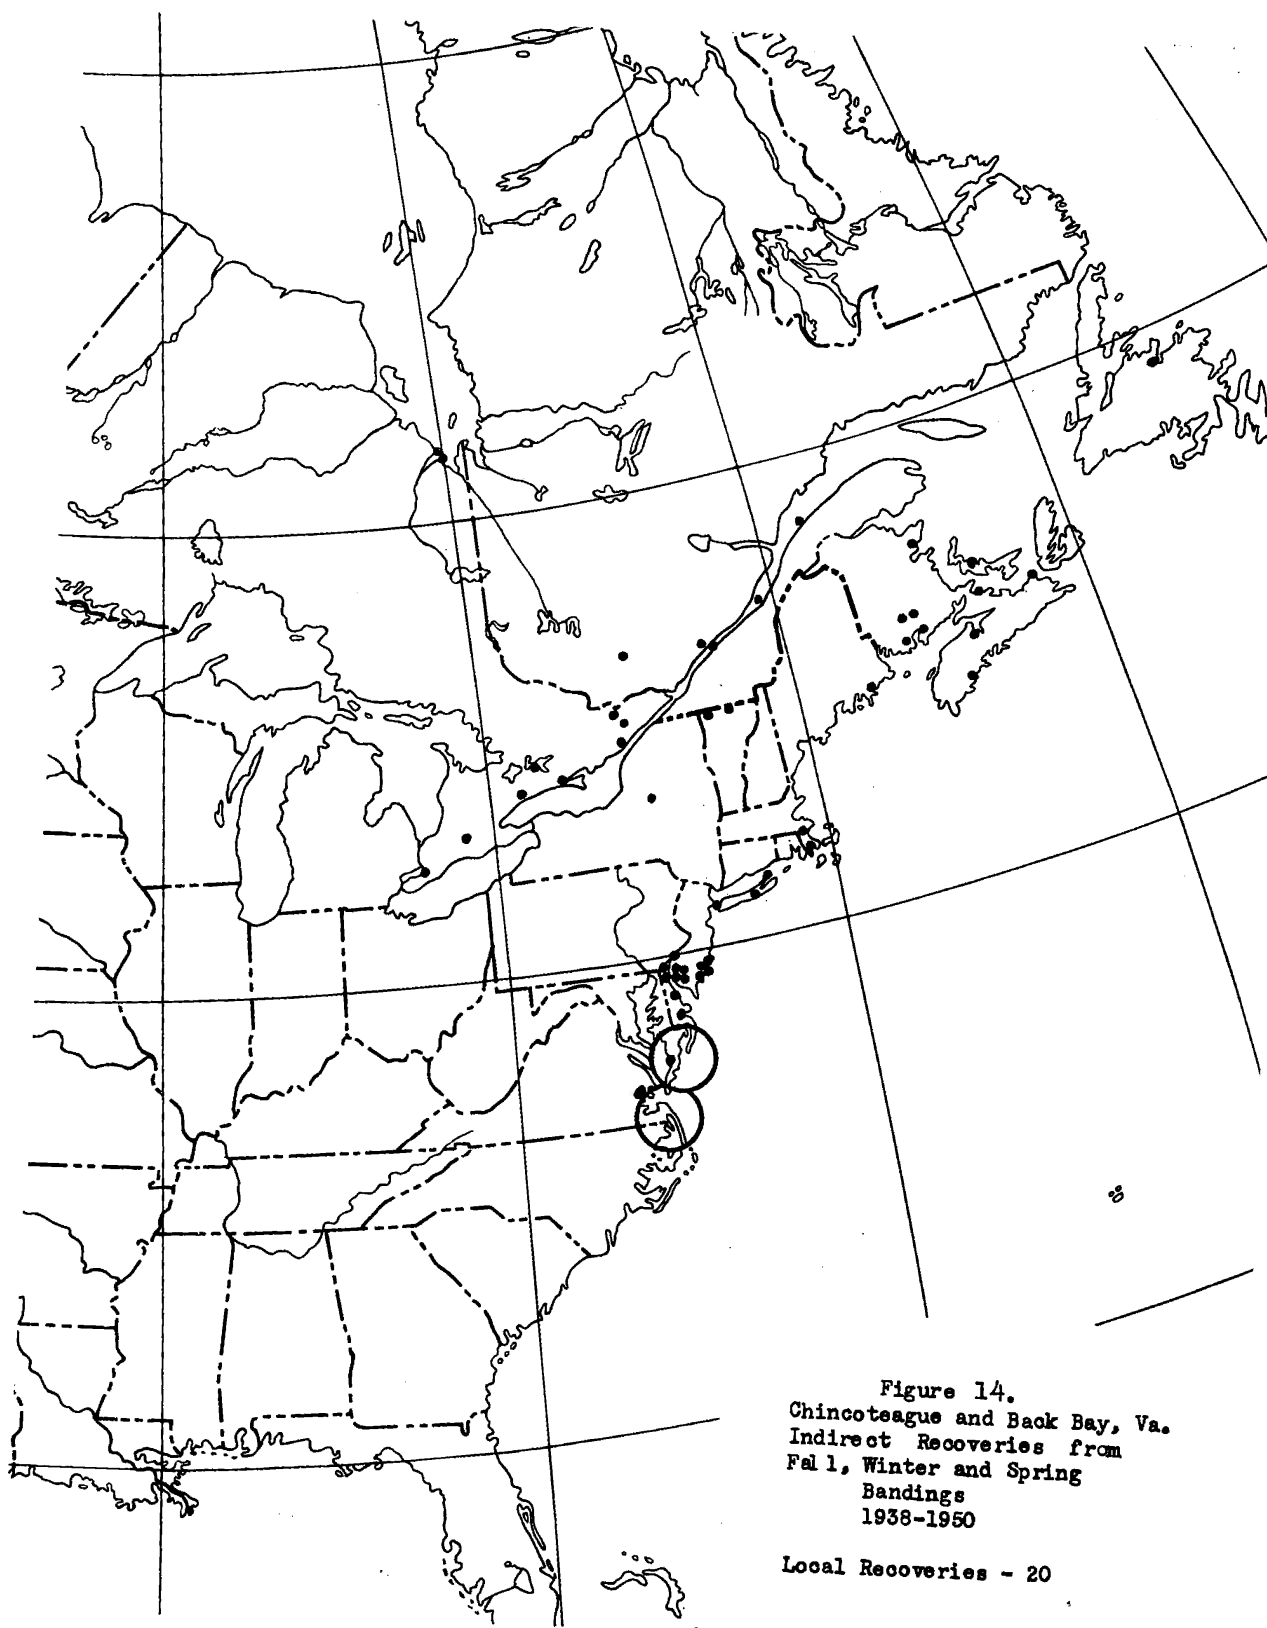 Figure 14.
Chincoteague and Back Bay, Va.
Indirect Recoveries from
Fall, Winter and Spring
Bandings
1938-1950
Local Recoveries - 20